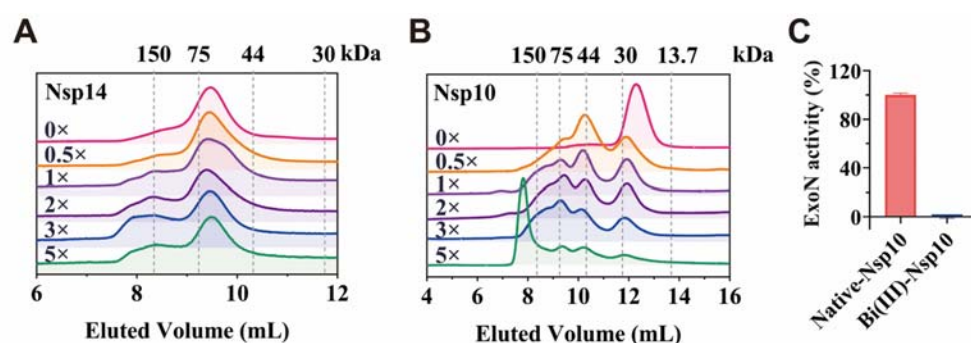 A
150 75 44 30 kDa
Nsp14
0×
0.5×
1×
2×
3×
5×
6 8 10 12
Eluted Volume (mL)
B
150 75 44 30 13.7 kDa
Nsp10
0×
0.5×
1×
2×
3×
5×
4 6 8 10 12 14 16
Eluted Volume (mL)
C
ExoN activity (%)
120
80
40
0
Native-Nsp10
Bi(III)-Nsp10